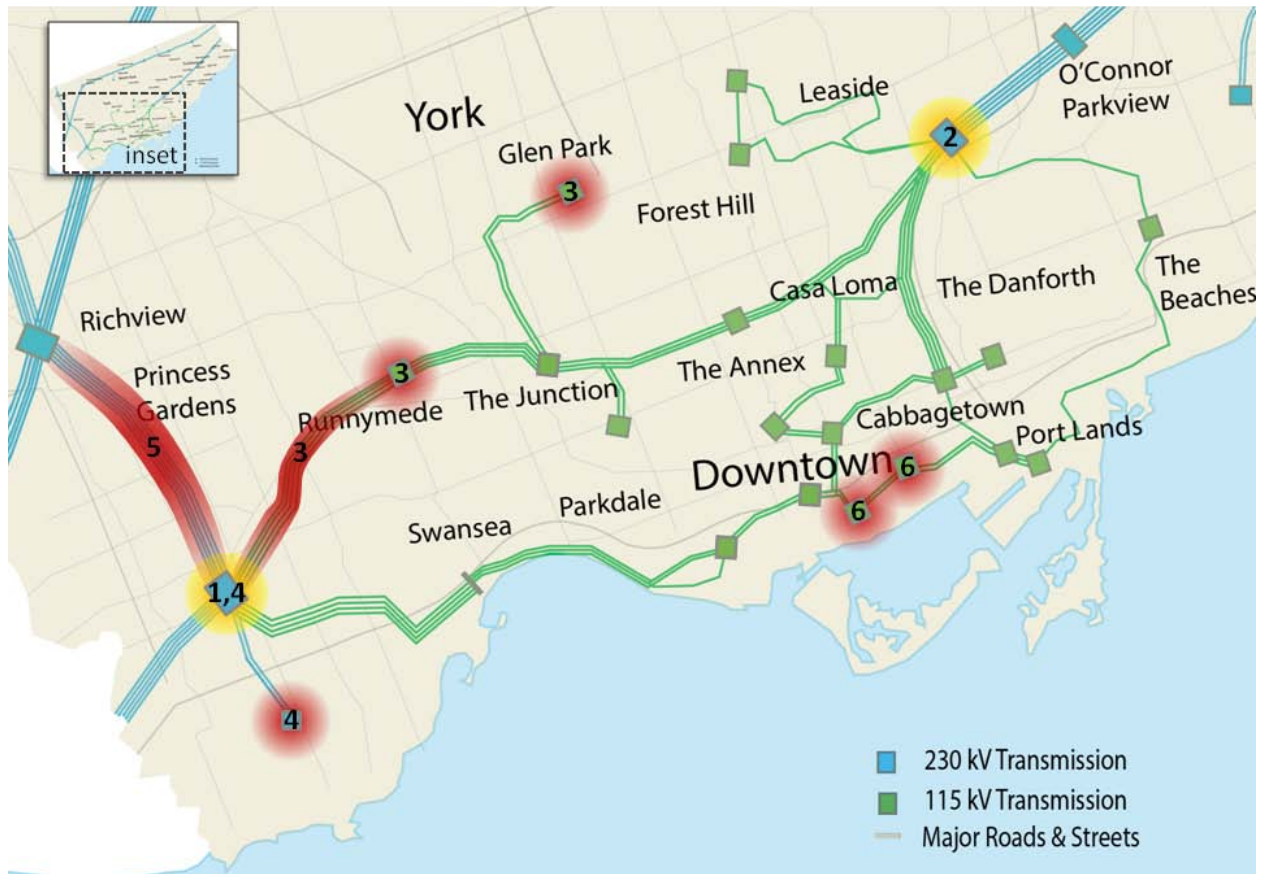 inset
York
Glen Park
3
Leaside
O'Connor
Parkview
2
Forest Hill
Richview
Casa Loma
The Danforth
The
Beaches
Princess
Gardens
5
3
Runnymede
3
The Junction
The Annex
Cabbagetown
Port Lands
Downtown
6
6
Parkdale
Swansea
1,4
4
230 kV Transmission
115 kV Transmission
Major Roads & Streets